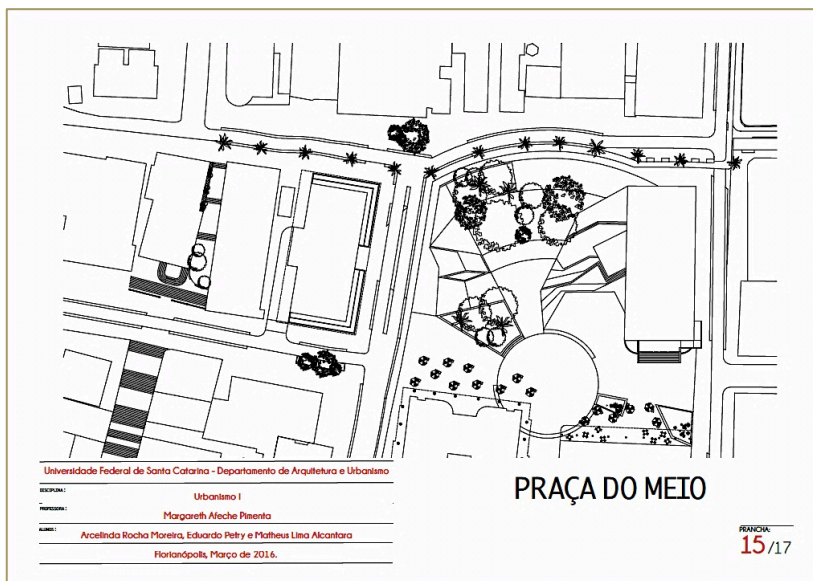 Universidade Federal de Santa Catarina - Departamento de Arquitetura e Urbanismo
DISCIPLINA:
Urbanismo I
PROFESSORA:
Margareth Afeche Pimenta
ALUNOS:
Arcelinda Rocha Moreira, Eduardo Petry e Matheus Lima Alcantara
Florianópolis, Março de 2016.
PRAÇA DO MEIO
PRANCHA:
15/17